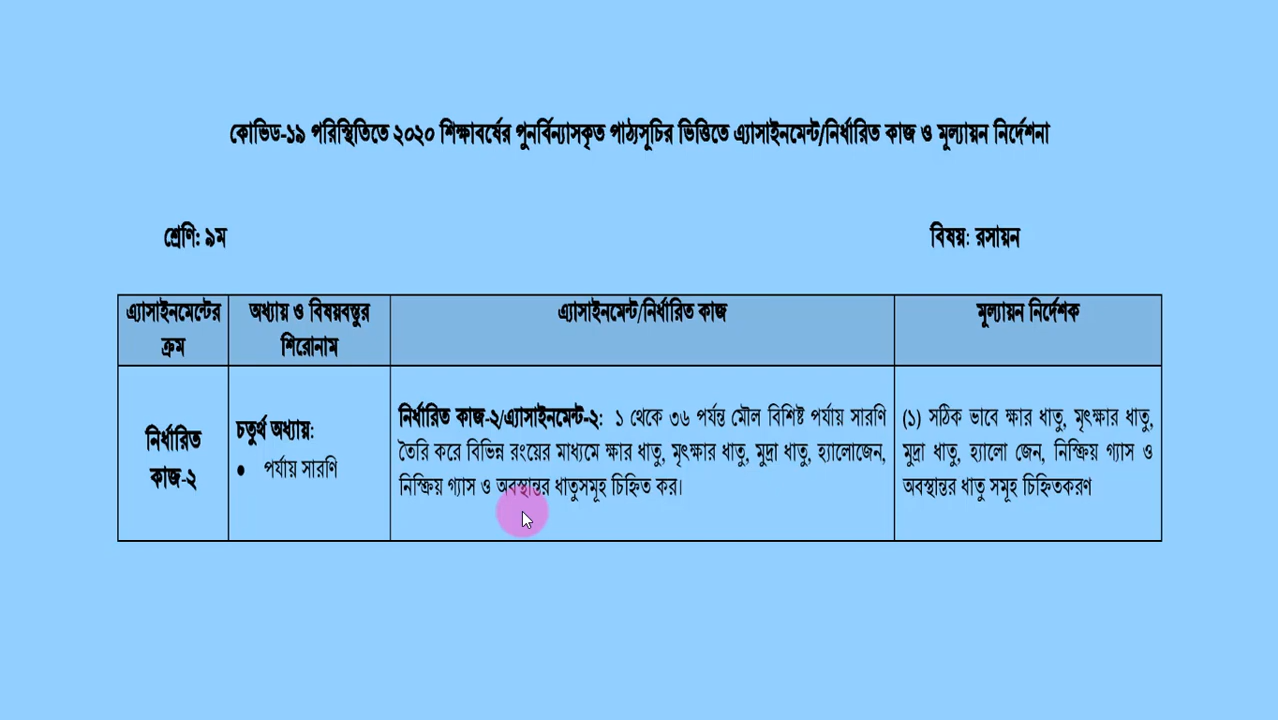 কোভিড-১৯ পরিস্থিতিতে ২০২০ শিক্ষাবর্ষের পুনর্বিন্যাসকৃত পাঠ্যসূচির ভিত্তিতে এ্যাসাইনমেন্ট/নির্ধারিত কাজ ও মূল্যায়ন নির্দেশনা
শ্রেণি: ৯ম
বিষয়: রসায়ন
এ্যাসাইনমেন্টের
ক্রম
অধ্যায় ও বিষয়বস্তুর
শিরোনাম
এ্যাসাইমেন্ট/নির্ধারিত কাজ
মূল্যায়ন নির্দেশক
নির্ধারিত
কাজ-২
চতুর্থ অধ্যায়:
• পর্যায় সারণি
নির্ধারিত কাজ-২/এ্যাসাইনমেন্ট-২: ১ থেকে ৩৬ পর্যন্ত মৌল বিশিষ্ট পর্যায় সারণি
তৈরি করে বিভিন্ন রংয়ের মাধ্যমে ক্ষার ধাতু, মৃৎক্ষার ধাতু, মুদ্রা ধাতু, হ্যালোজেন,
নিস্ক্রিয় গ্যাস ও অবস্থান্তর ধাতুসমূহ চিহ্নিত কর।
(১) সঠিক ভাবে ক্ষার ধাতু, মৃৎক্ষার ধাতু,
মুদ্রা ধাতু, হ্যালো জেন, নিস্ক্রিয় গ্যাস ও
অবস্থান্তর ধাতু সমূহ চিহ্নিতকরণ